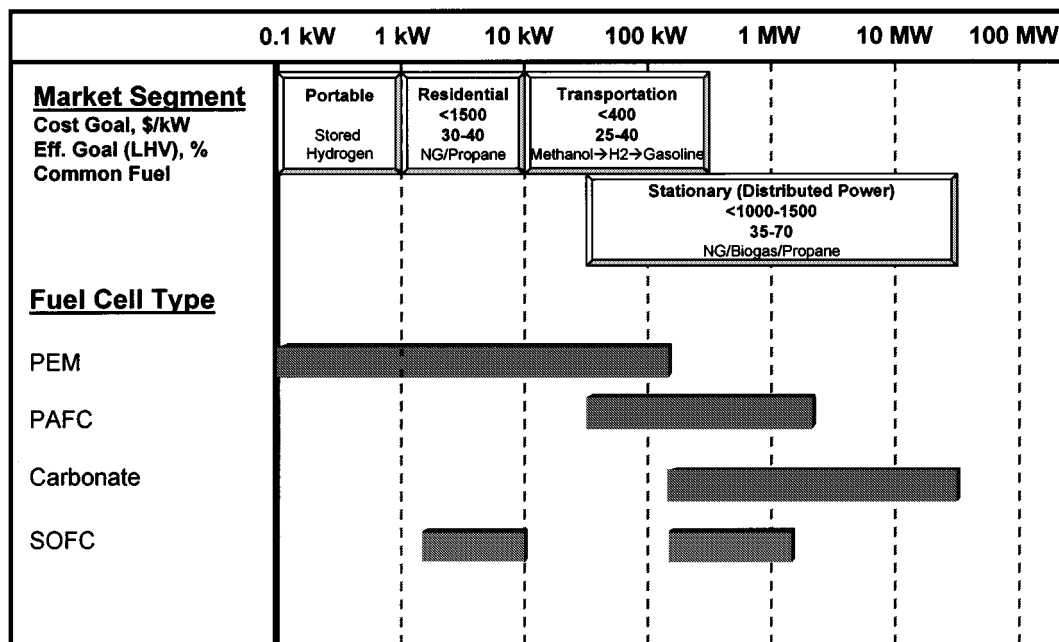 0.1 kW 1 kW 10 kW 100 kW 1 MW 10 MW 100 MW
Market Segment
Cost Goal, $/kW
Eff. Goal (LHV), %
Common Fuel
Portable
Stored
Hydrogen
Residential
<1500
30-40
NG/Propane
Transportation
<400
25-40
Methanol→H2→Gasoline
Stationary (Distributed Power)
<1000-1500
35-70
NG/Biogas/Propane
Fuel Cell Type
PEM
PAFC
Carbonate
SOFC